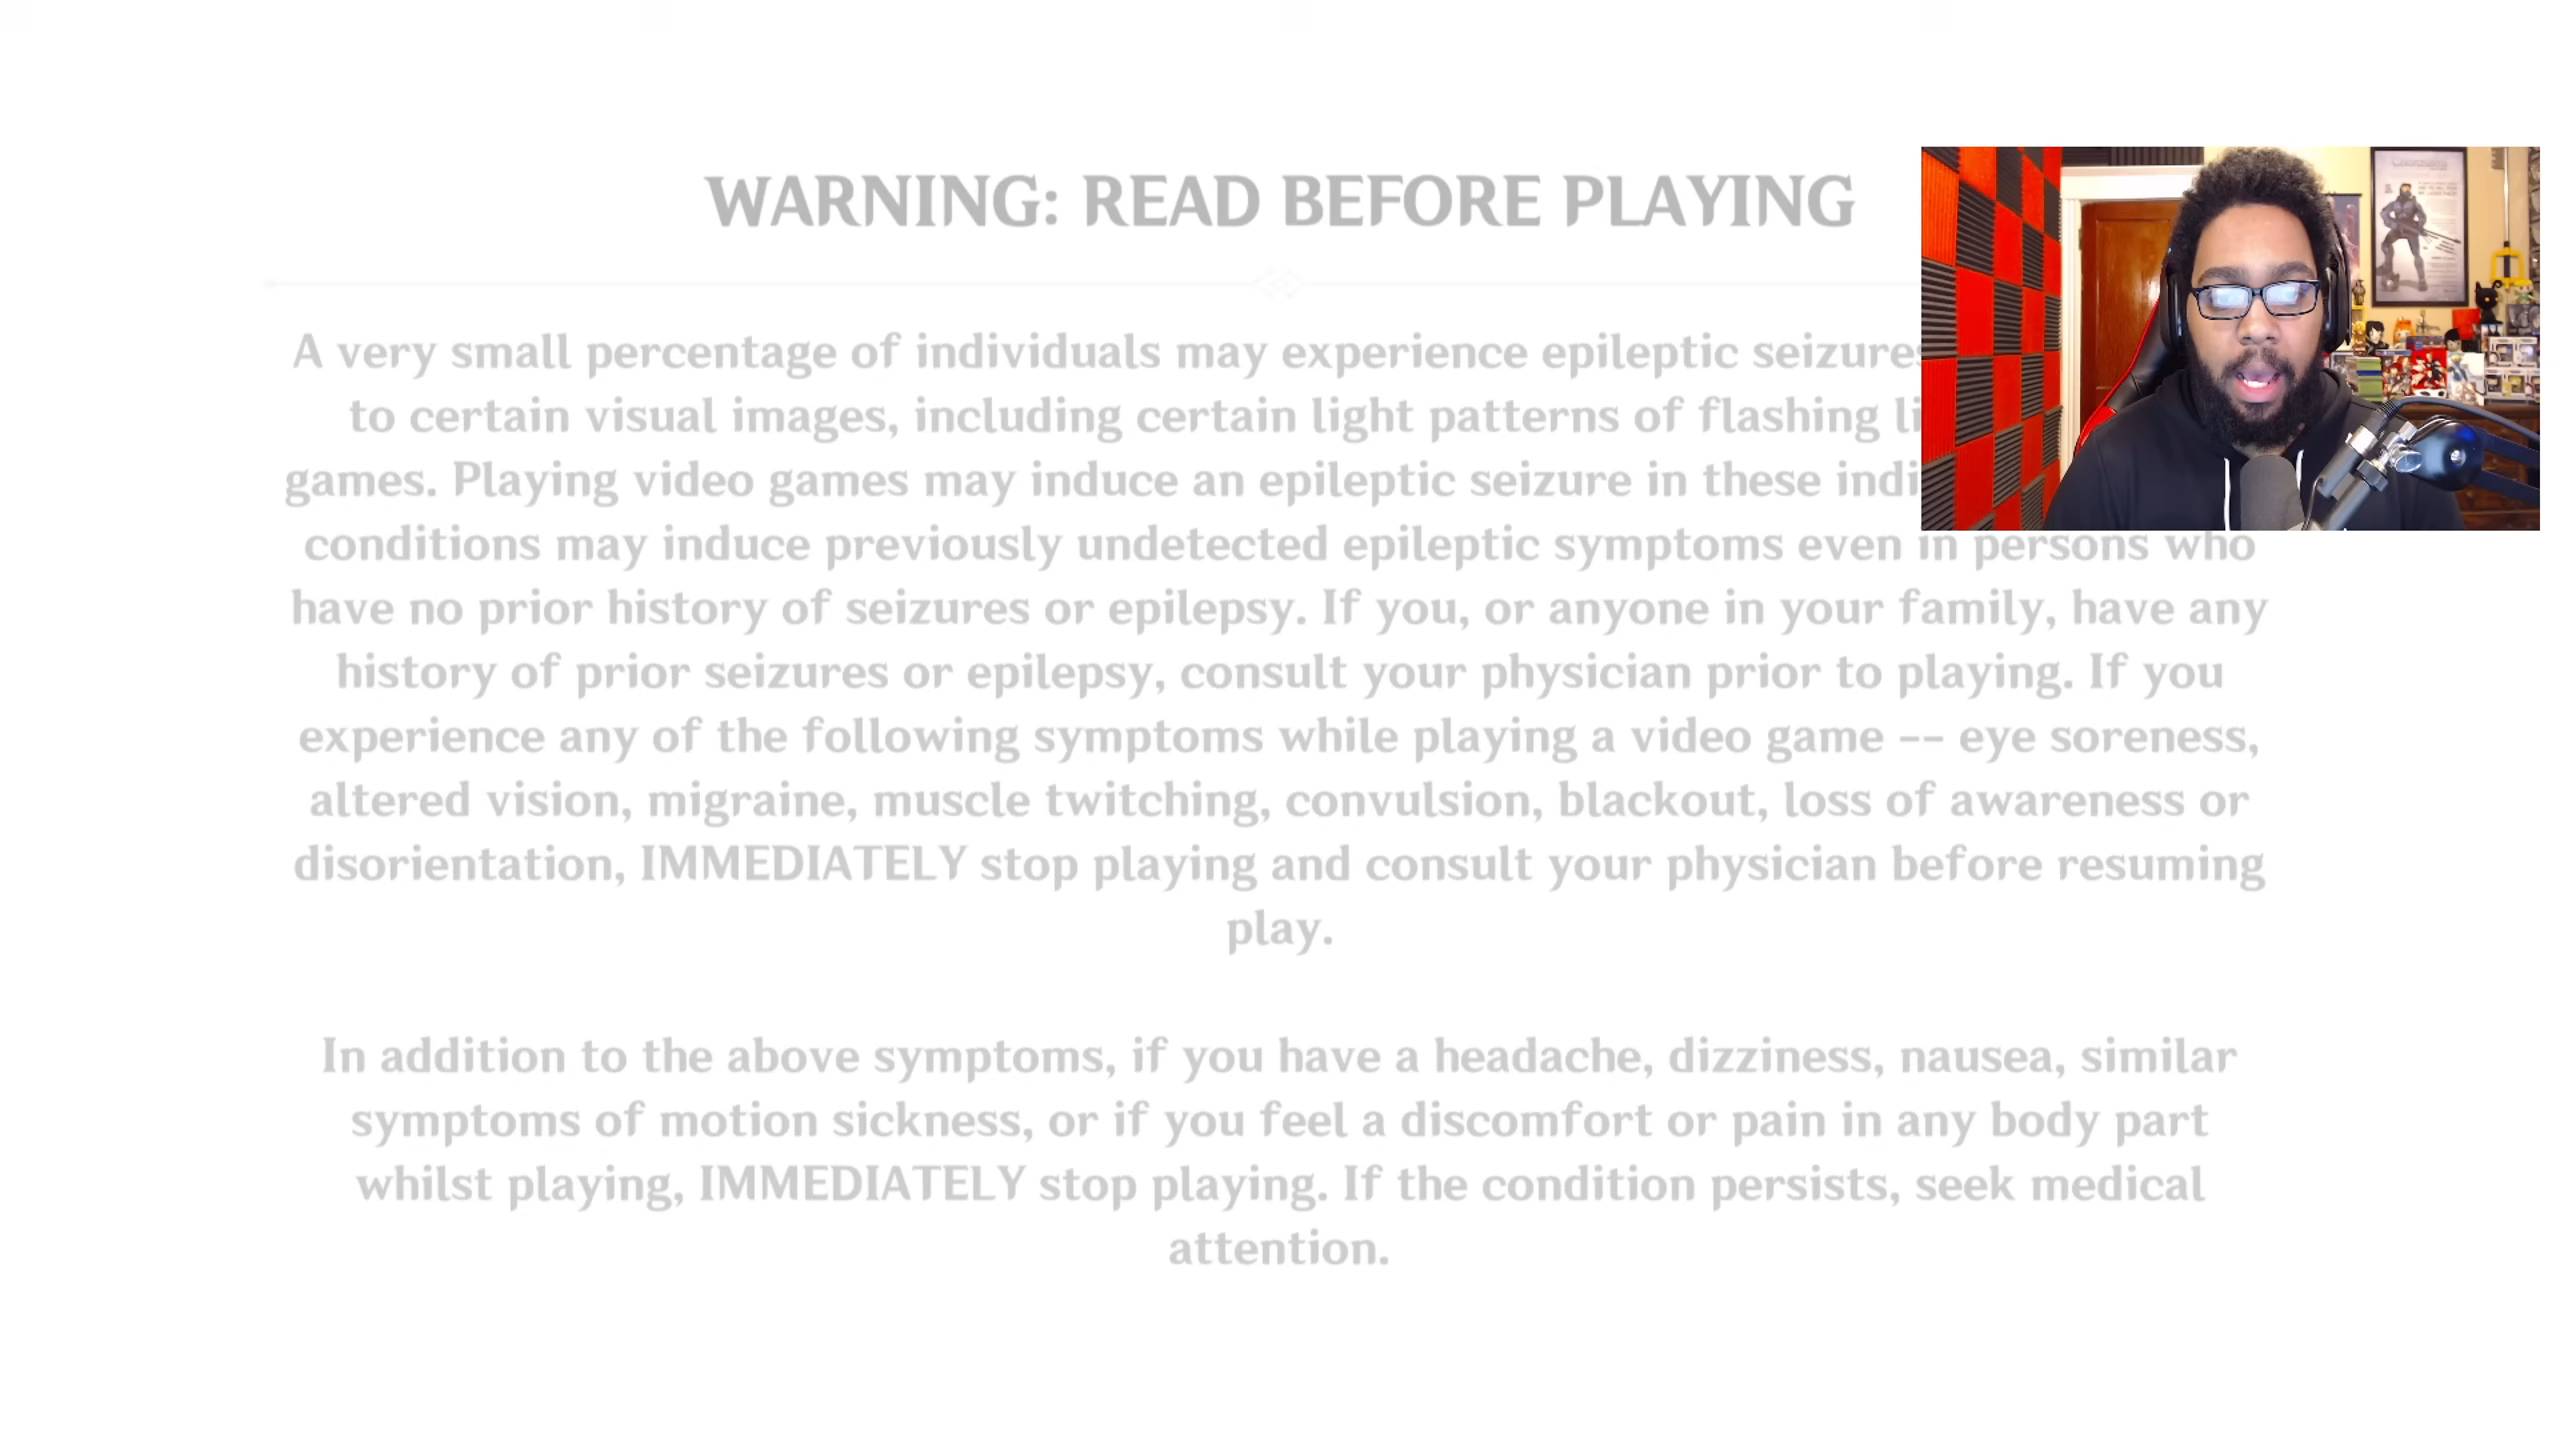 WARNING: READ BEFORE PLAYING
A very small percentage of individuals may experience epileptic seizures
to certain visual images, including certain light patterns of flashing
games. Playing video games may induce an epileptic seizure in these
conditions may induce previously undetected epileptic symptoms even in persons who
have no prior history of seizures or epilepsy. If you, or anyone in your family, have any
history of prior seizures or epilepsy, consult your physician prior to playing. If you
experience any of the following symptoms while playing a video game -- eye soreness,
altered vision, migraine, muscle twitching, convulsion, blackout, loss of awareness or
disorientation, IMMEDIATELY stop playing and consult your physician before resuming
play.
In addition to the above symptoms, if you have a headache, dizziness, nausea, similar
symptoms of motion sickness, or if you feel a discomfort or pain in any body part
whilst playing, IMMEDIATELY stop playing. If the condition persists, seek medical
attention.